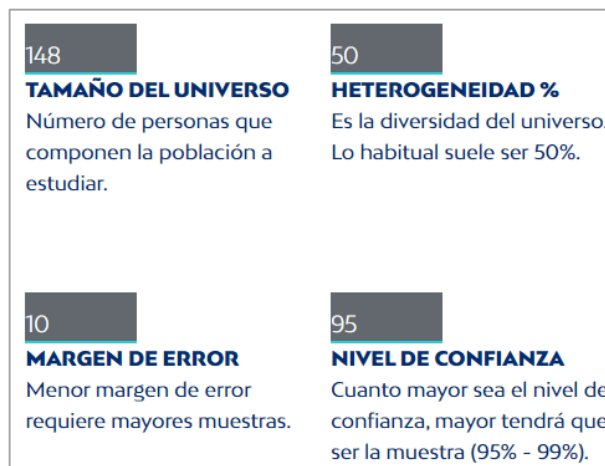 148
TAMAÑO DEL UNIVERSO
Número de personas que
componen la población a
estudiar.
50
HETEROGENEIDAD %
Es la diversidad del universo.
Lo habitual suele ser 50%.
10
MARGEN DE ERROR
Menor margen de error
requiere mayores muestras.
95
NIVEL DE CONFIANZA
Cuanto mayor sea el nivel de
confianza, mayor tendrá que
ser la muestra (95% - 99%).